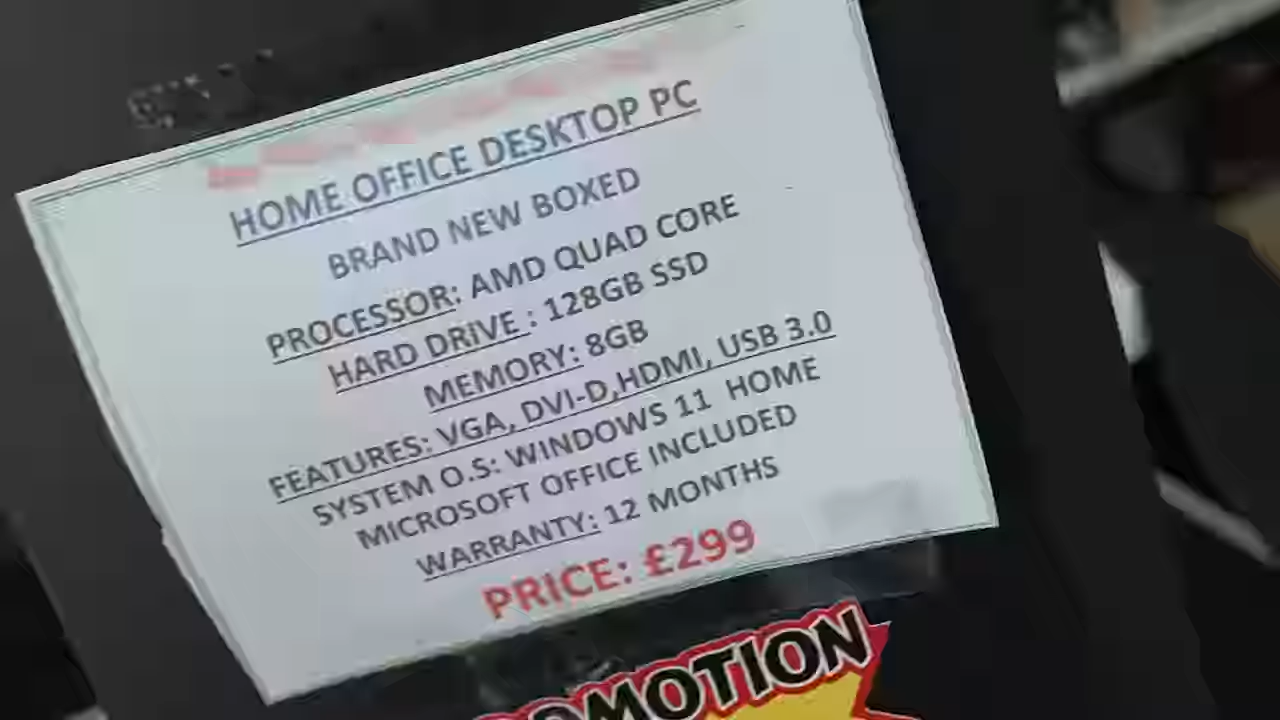 HOME OFFICE DESKTOP PC
BRAND NEW BOXED
PROCESSOR: AMD QUAD CORE
HARD DRIVE : 128GB SSD
MEMORY: 8GB
FEATURES: VGA, DVI-D,HDMI, USB 3.0
SYSTEM O.S: WINDOWS 11 HOME
MICROSOFT OFFICE INCLUDED
WARRANTY: 12 MONTHS
PRICE: £299